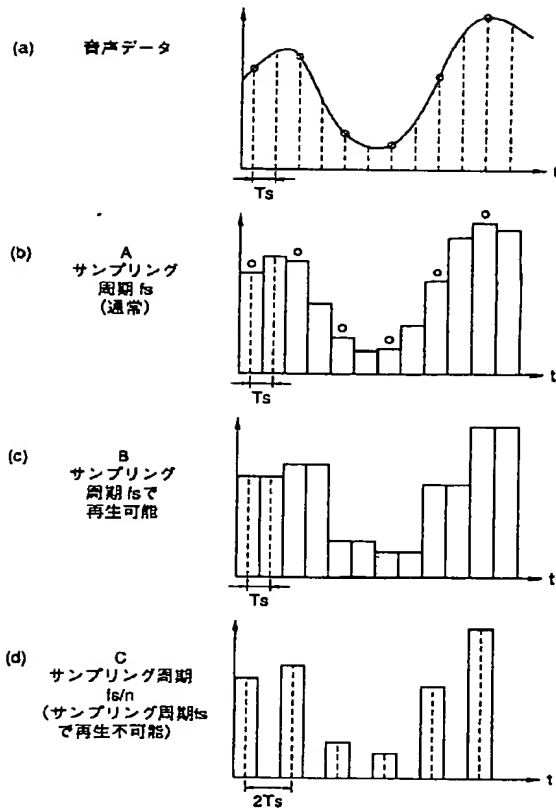 (a) 音声データ
t
Ts
(b) A
サンプリング
周期 fs
(通常)
t
Ts
(c) B
サンプリング
周期 fsで
再生可能
t
Ts
(d) C
サンプリング周期
fs/n
(サンプリング周期fs
で再生不可能)
t
2Ts